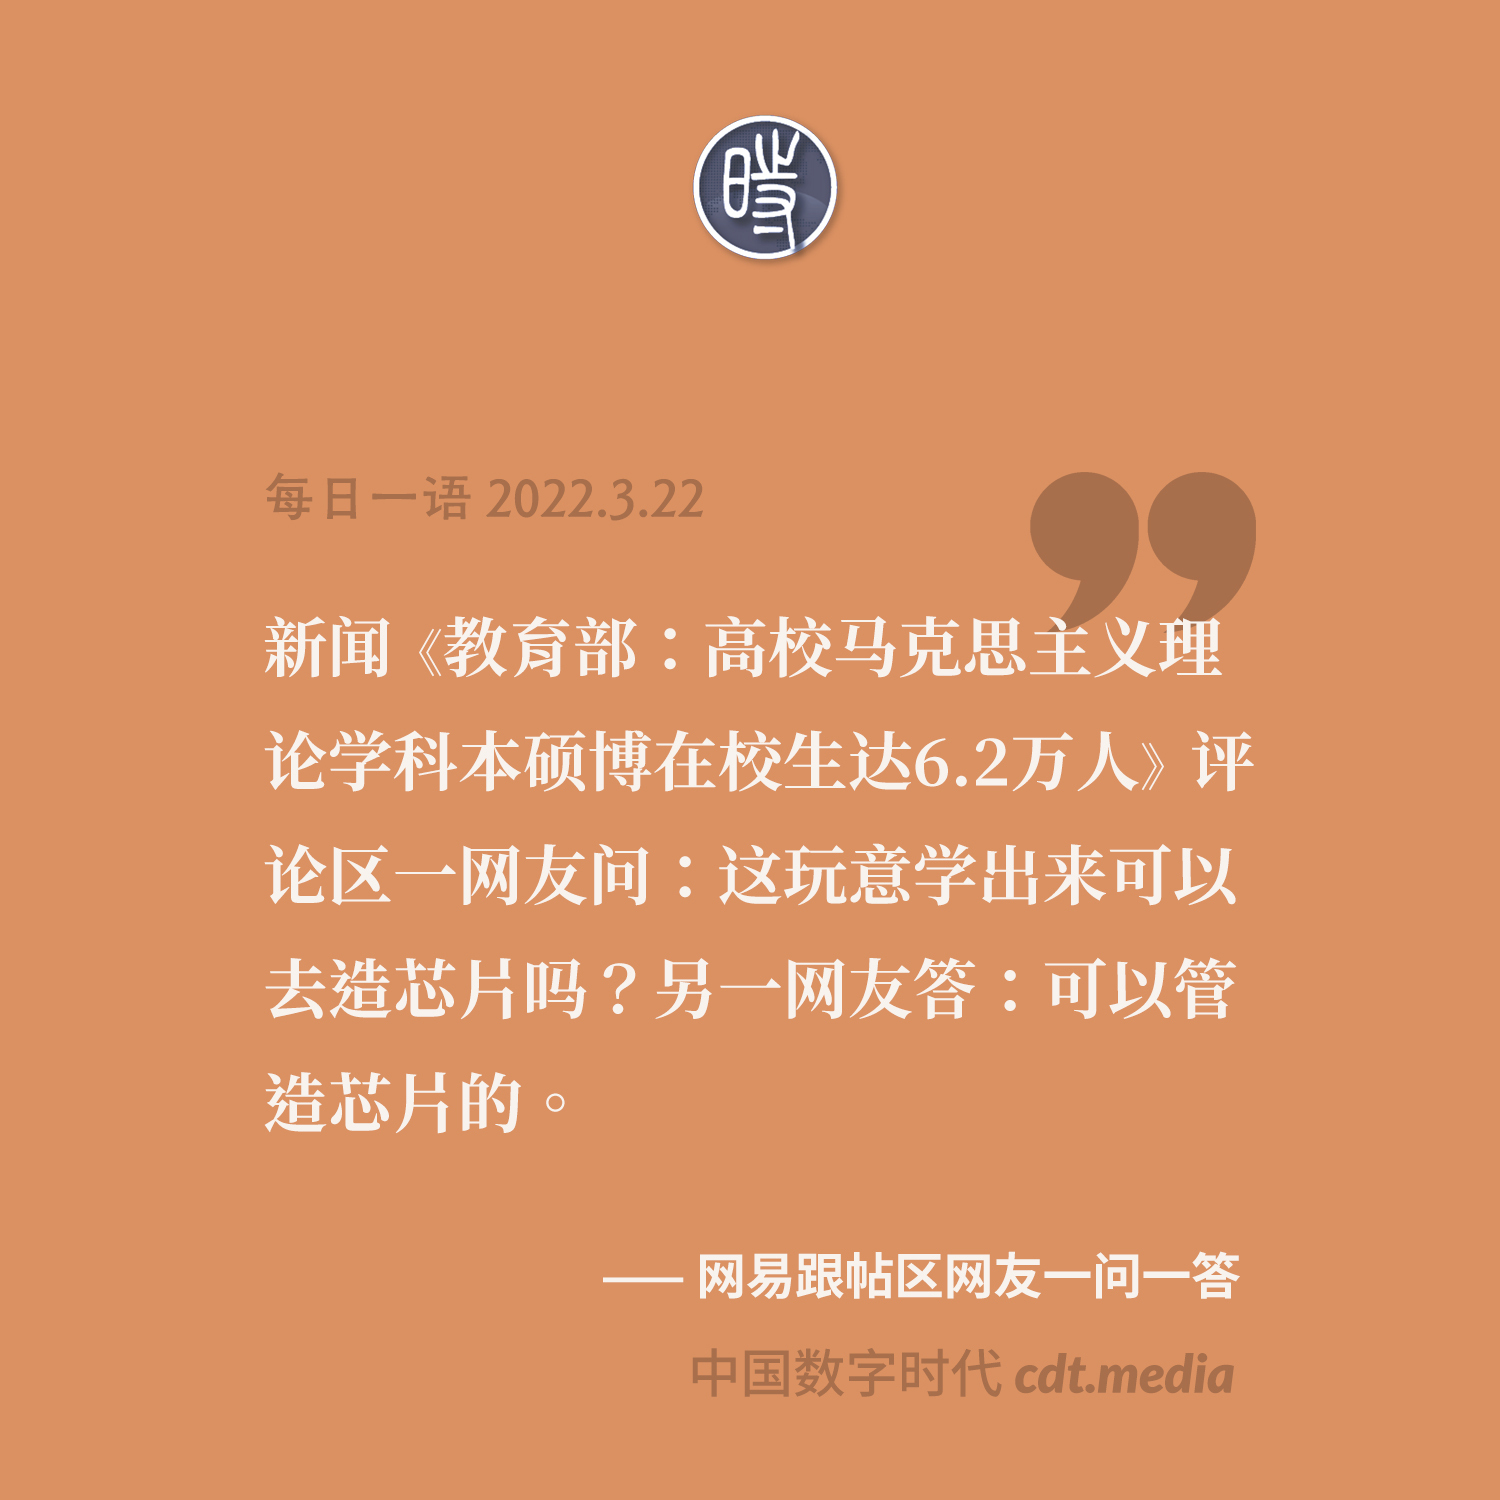 時
每日一语 2022.3.22
新闻《教育部：高校马克思主义理
论学科本硕博在校生达6.2万人》评
论区一网友问：这玩意学出来可以
去造芯片吗？另一网友答：可以管
造芯片的。
—— 网易跟帖区网友一问一答
中国数字时代 cdt.media